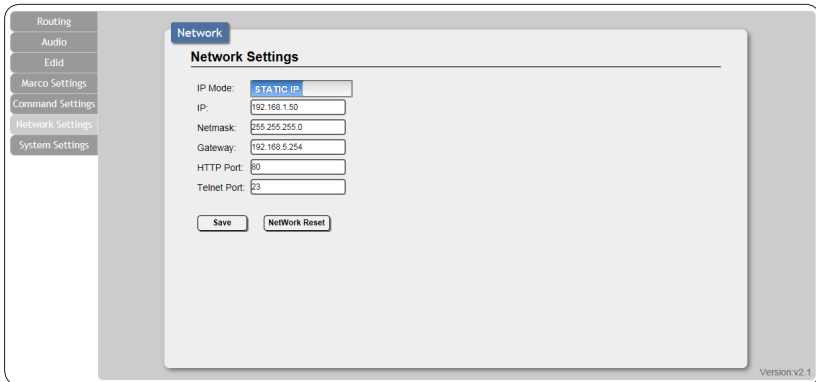 Routing
Audio
Edid
Marco Settings
Command Settings
Network Settings
System Settings
Network
Network Settings
IP Mode: STATIC IP
IP: 192.168.1.50
Netmask: 255.255.255.0
Gateway: 192.168.5.254
HTTP Port: 80
Telnet Port: 23
Save NetWork Reset
Version:v2.1